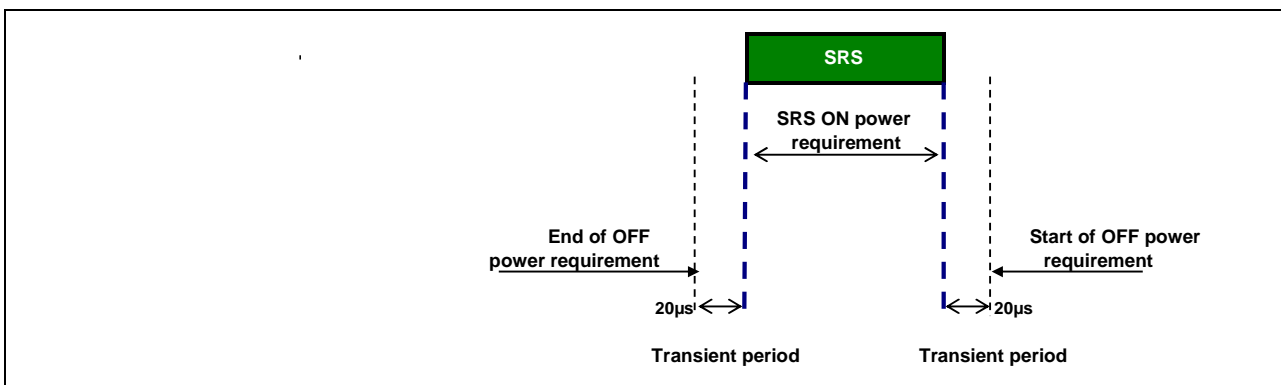 SRS
SRS ON power
requirement
End of OFF
power requirement
Start of OFF power
requirement
20µs
20µs
Transient period
Transient period